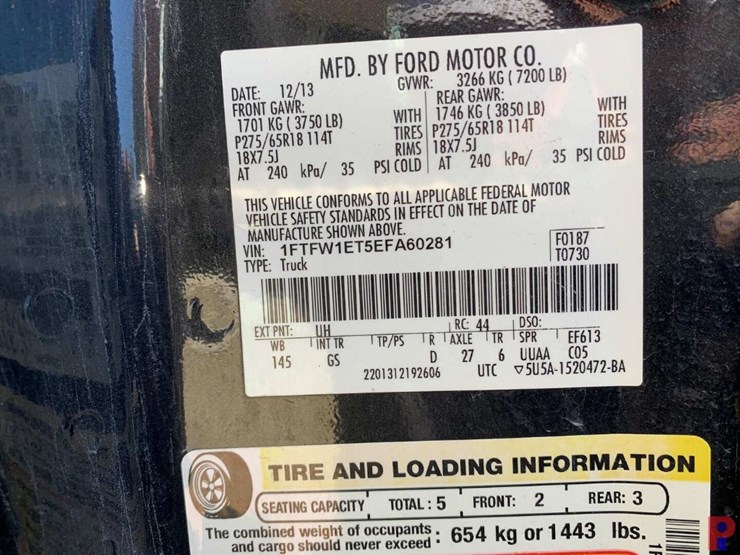 MFD. BY FORD MOTOR CO.
DATE: 12/13 GVWR: 3266 KG ( 7200 LB)
FRONT GAWR: REAR GAWR:
1701 KG ( 3750 LB) WITH 1746 KG ( 3850 LB) WITH
P275/65R18 114T TIRES P275/65R18 114T TIRES
18X7.5J RIMS 18X7.5J RIMS
AT 240 kPa/ 35 PSI COLD AT 240 kPa/ 35 PSI COLD
THIS VEHICLE CONFORMS TO ALL APPLICABLE FEDERAL MOTOR
VEHICLE SAFETY STANDARDS IN EFFECT ON THE DATE OF
MANUFACTURE SHOWN ABOVE.
VIN: 1FTFW1ET5EFA60281 F0187
TYPE: Truck T0730
EXT PNT: UH RC: 44 DSO:
WB INT TR TP/PS R AXLE TR SPR EF613
145 GS D 27 6 UUAA C05
2201312192606 UTC ▽5U5A-1520472-BA
TIRE AND LOADING INFORMATION
SEATING CAPACITY TOTAL : 5 FRONT: 2 REAR: 3
The combined weight of occupants : 654 kg or 1443 lbs.
and cargo should never exceed